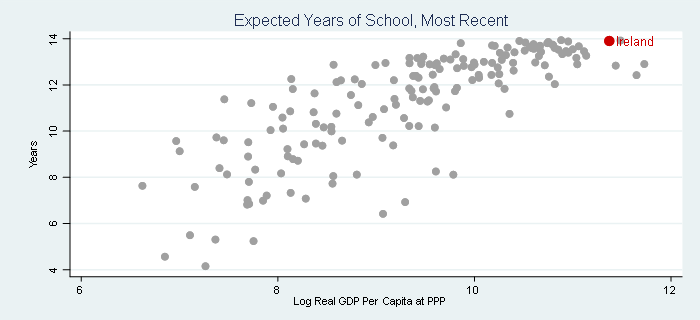 Expected Years of School, Most Recent
14
Ireland
12
10
8
6
4
Years
6
8
10
12
Log Real GDP Per Capita at PPP